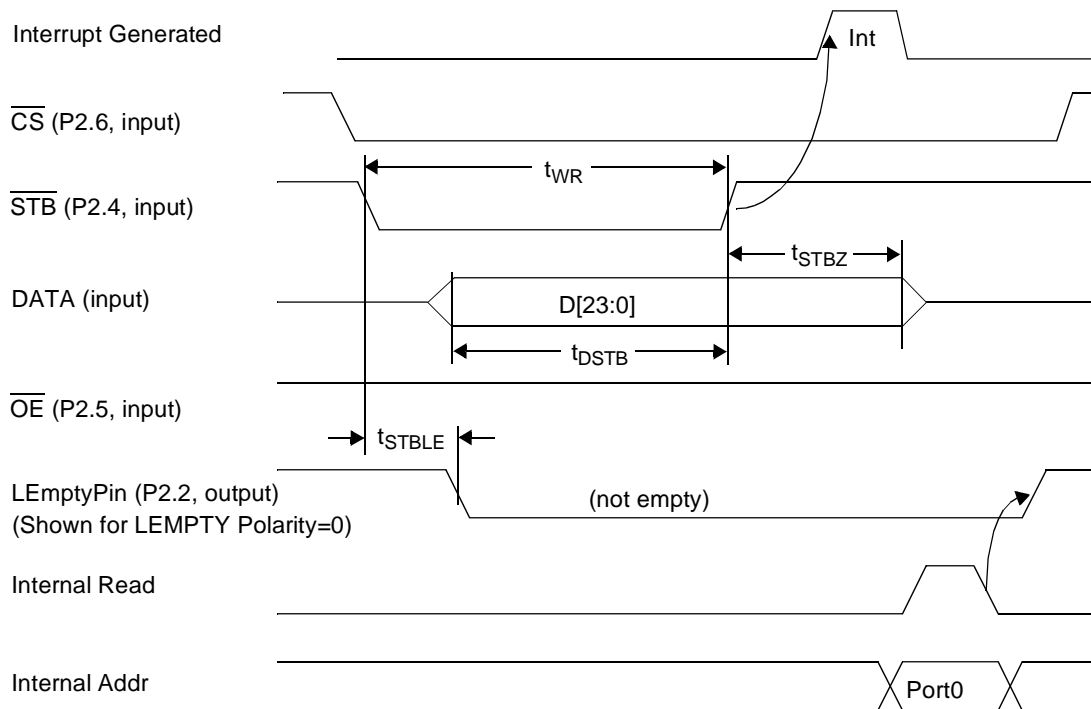 Interrupt Generated
Int
CS (P2.6, input)
tWR
STB (P2.4, input)
tSTBZ
DATA (input)
D[23:0]
tDSTB
OE (P2.5, input)
tSTBLE
LEmptyPin (P2.2, output)
(not empty)
(Shown for LEMPTY Polarity=0)
Internal Read
Internal Addr
Port0